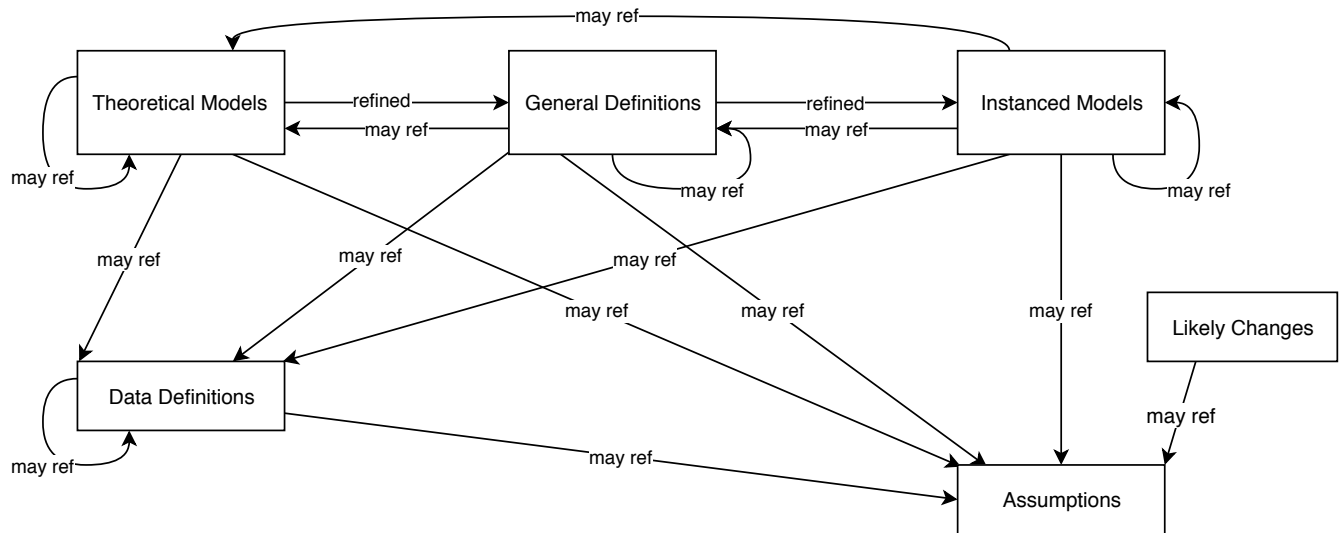 may ref
Theoretical Models
refined
General Definitions
refined
Instanced Models
may ref
may ref
may ref
may ref
may ref
may ref
may ref
may ref
may ref
may ref
may ref
may ref
Likely Changes
Data Definitions
may ref
may ref
may ref
Assumptions